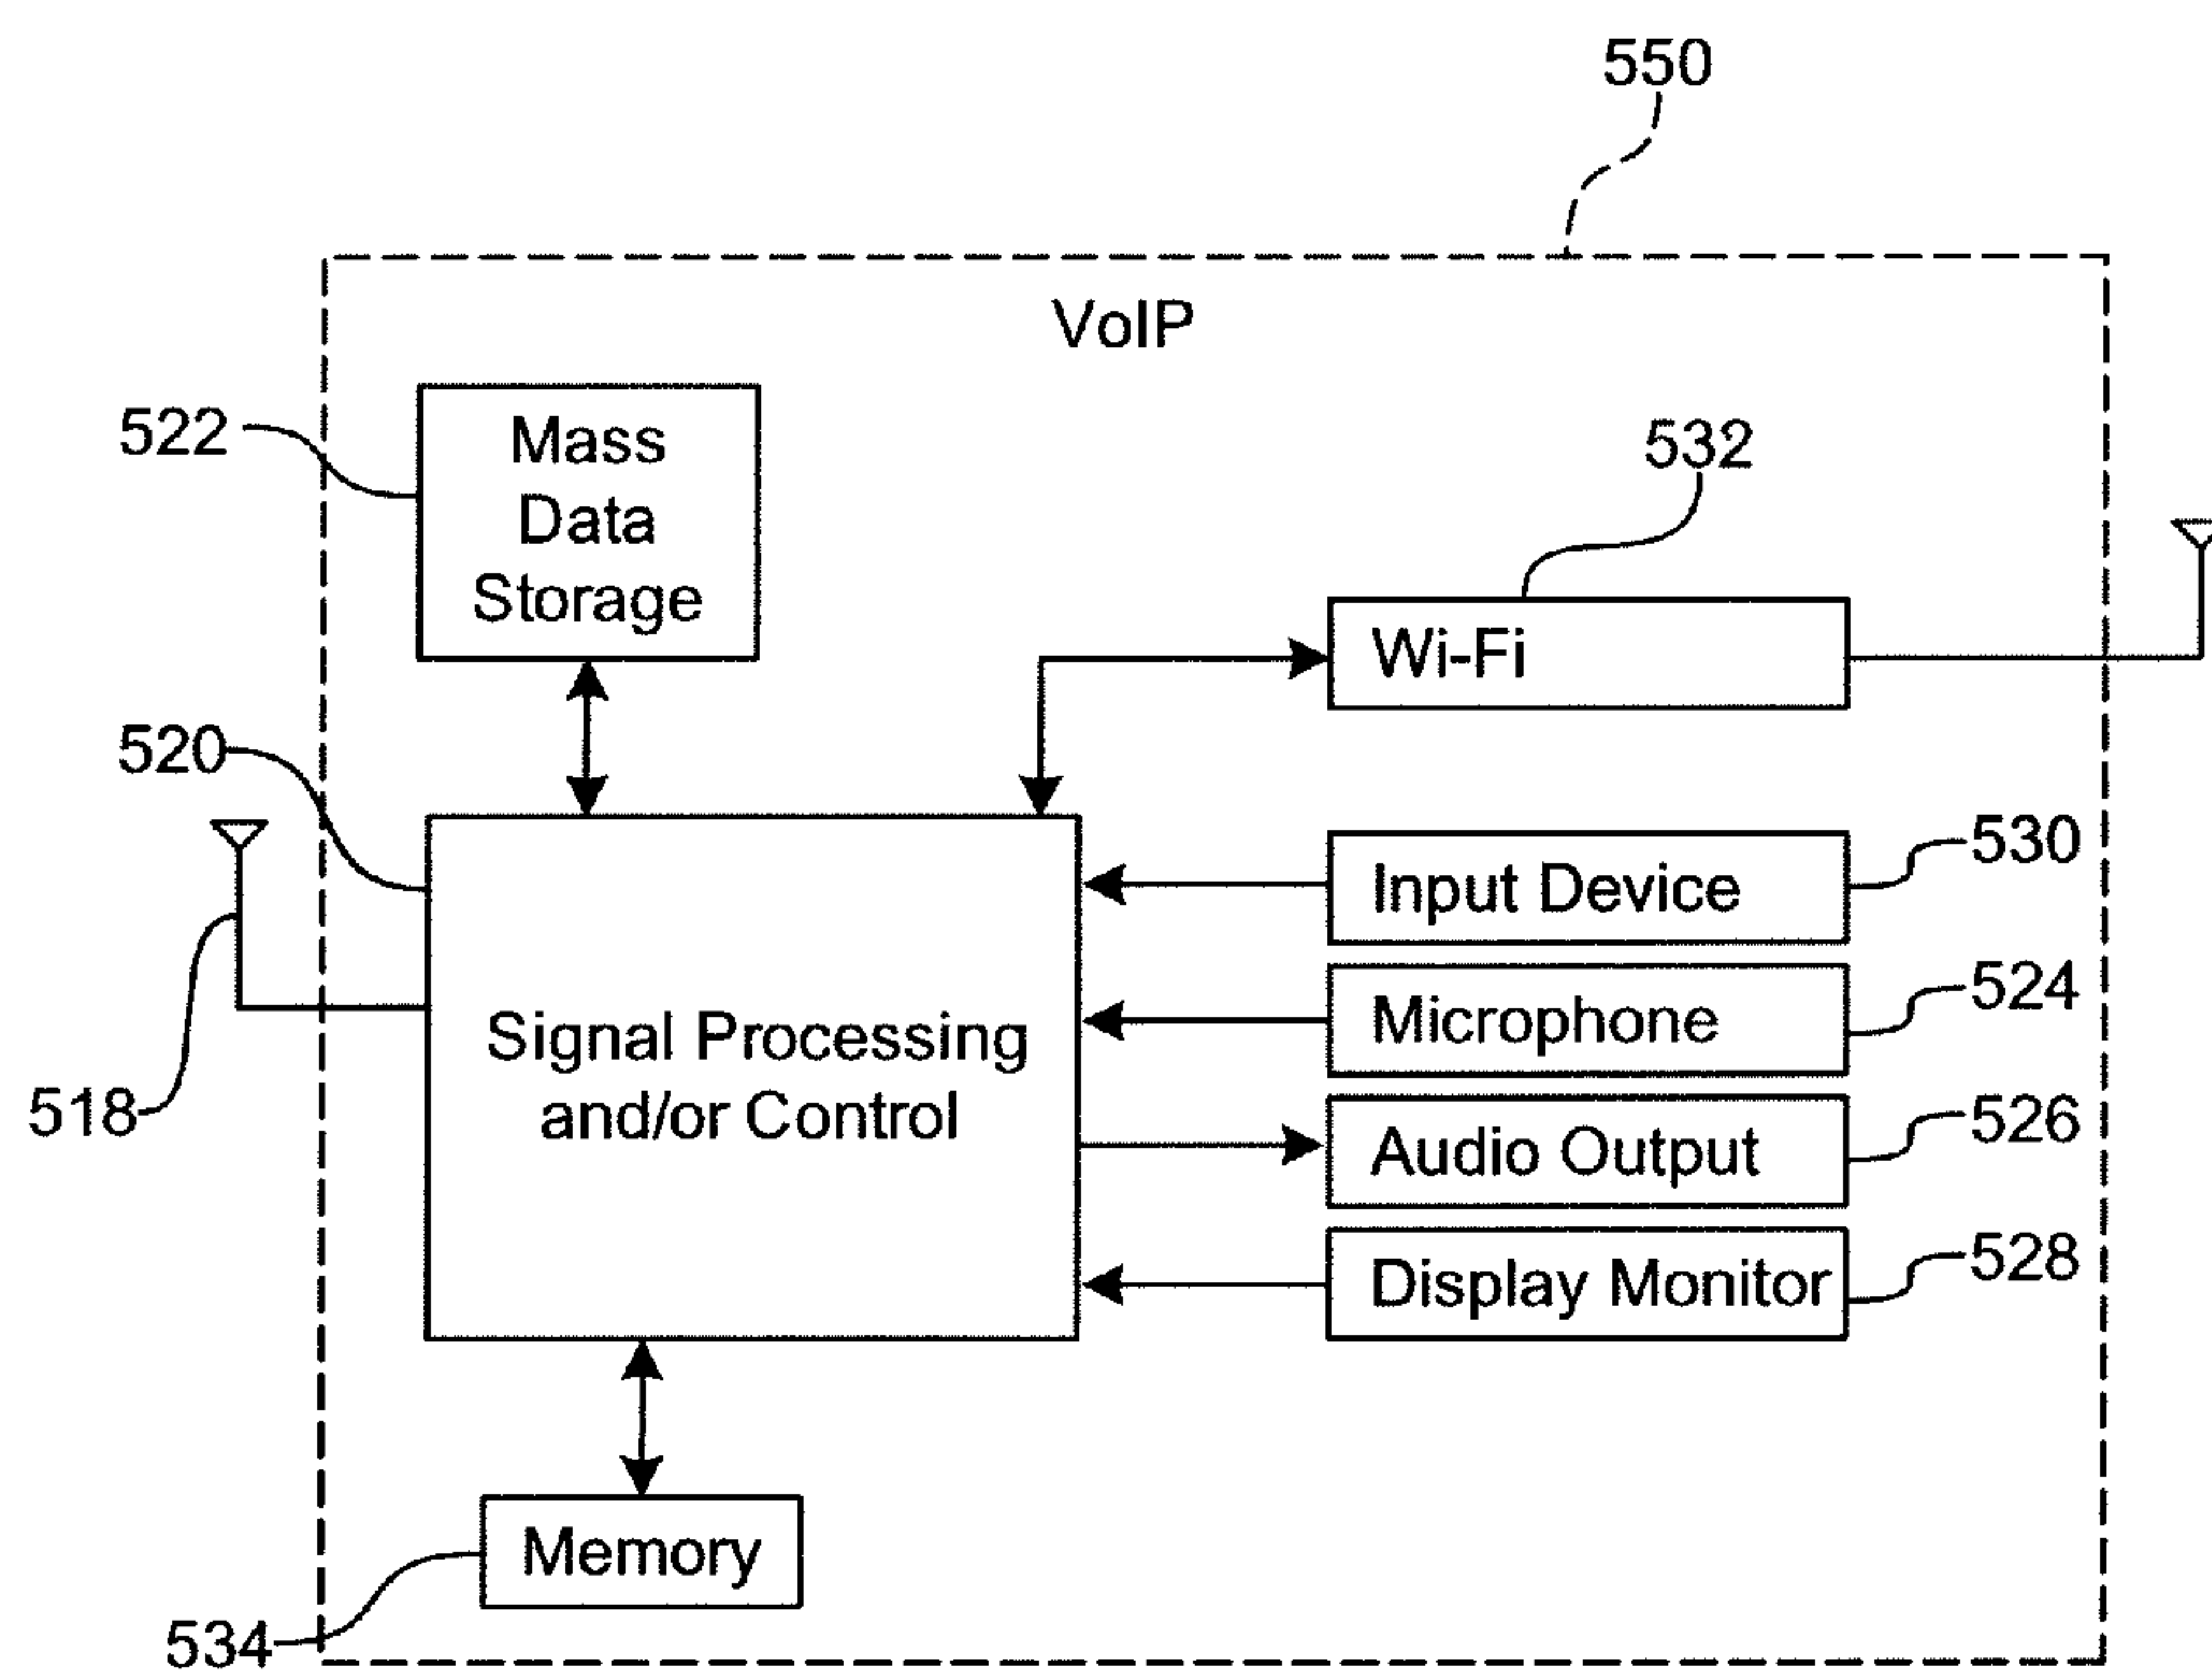 550
VoIP
522
Mass
Data
Storage
532
Wi-Fi
520
530
Input Device
524
Microphone
Signal Processing
and/or Control
518
526
Audio Output
528
Display Monitor
Memory
534